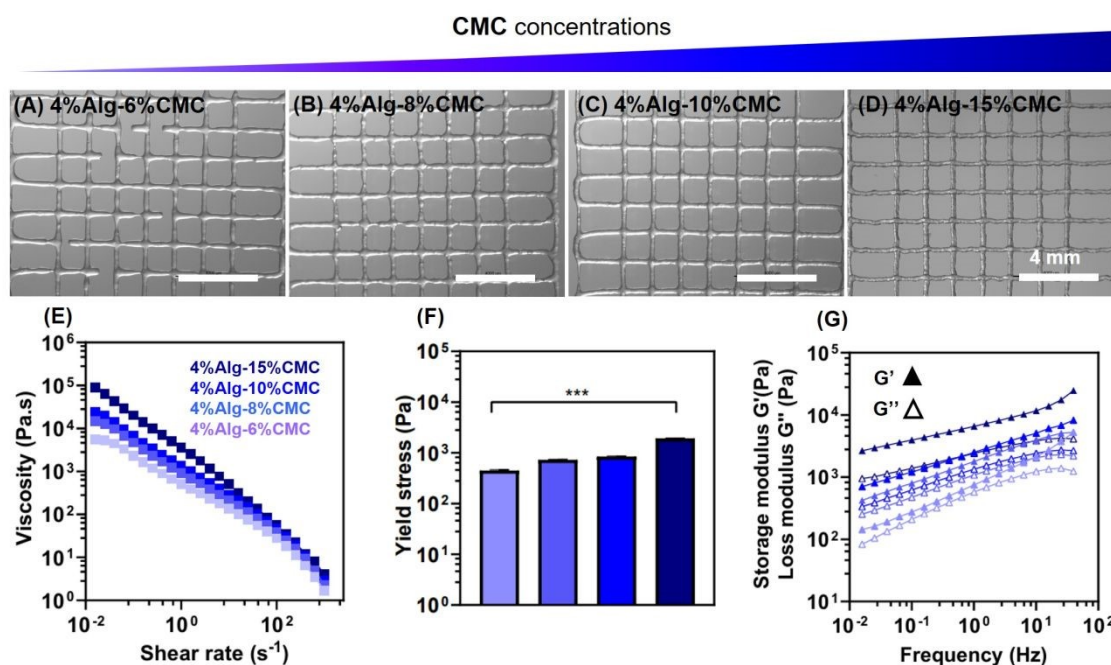 CMC concentrations
(A) 4%Alg-6%CMC
(B) 4%Alg-8%CMC
(C) 4%Alg-10%CMC
(D) 4%Alg-15%CMC
4 mm
(E)
Viscosity (Pa.s)
10⁶
10⁵
10⁴
10³
10²
10¹
10⁰
4%Alg-15%CMC
4%Alg-10%CMC
4%Alg-8%CMC
4%Alg-6%CMC
10⁻² 10⁰ 10²
Shear rate (s⁻¹)
(F)
Yield stress (Pa)
10⁵
10⁴
10³
10²
10¹
10⁰
***
(G)
Storage modulus G'(Pa)
Loss modulus G'' (Pa)
10⁵
10⁴
10³
10²
10¹
G' ▲
G'' △
10⁻² 10⁻¹ 10⁰ 10¹ 10²
Frequency (Hz)